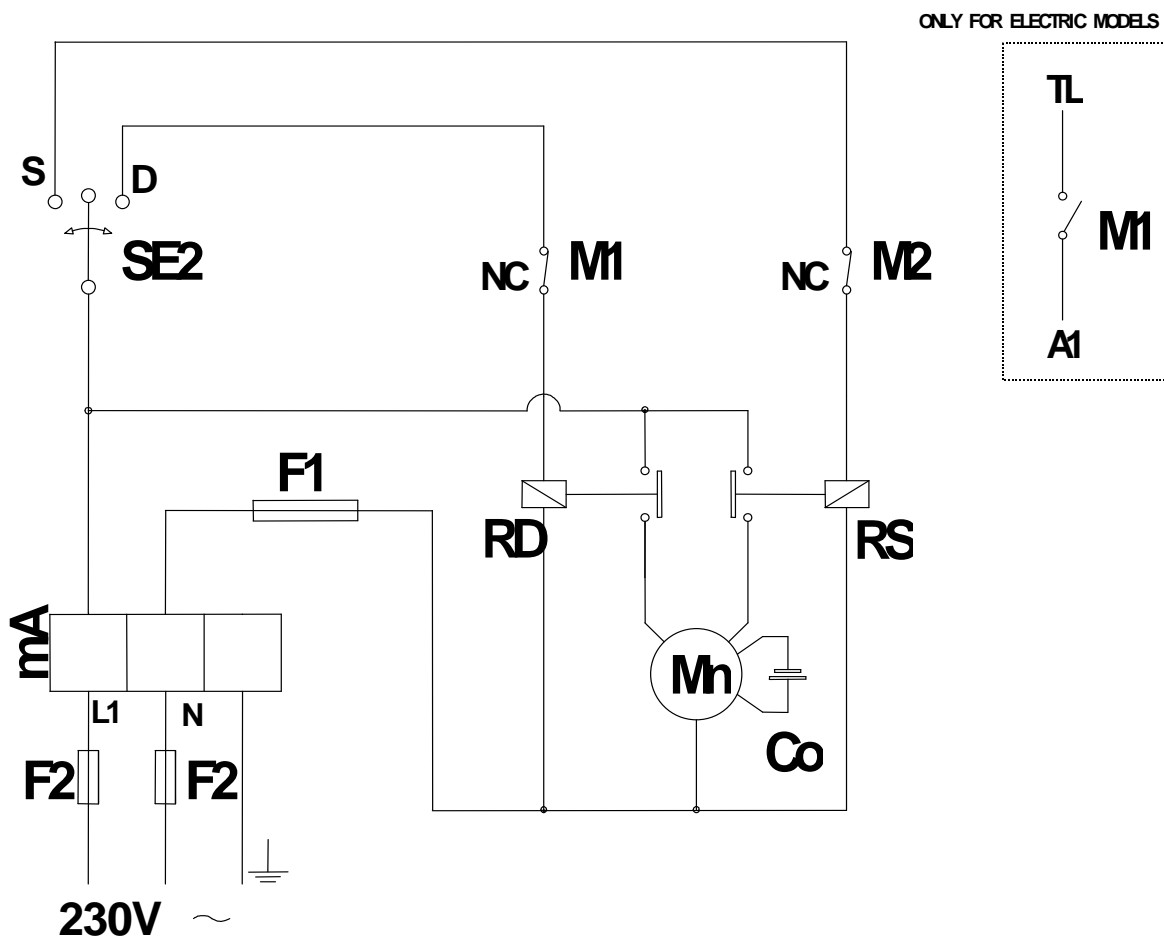 ONLY FOR ELECTRIC MODELS
TL
S
D
SE2
NC
M1
NC
M2
M1
A1
F1
RD
RS
mA
Mn
L1
N
Co
F2
F2
230V ~